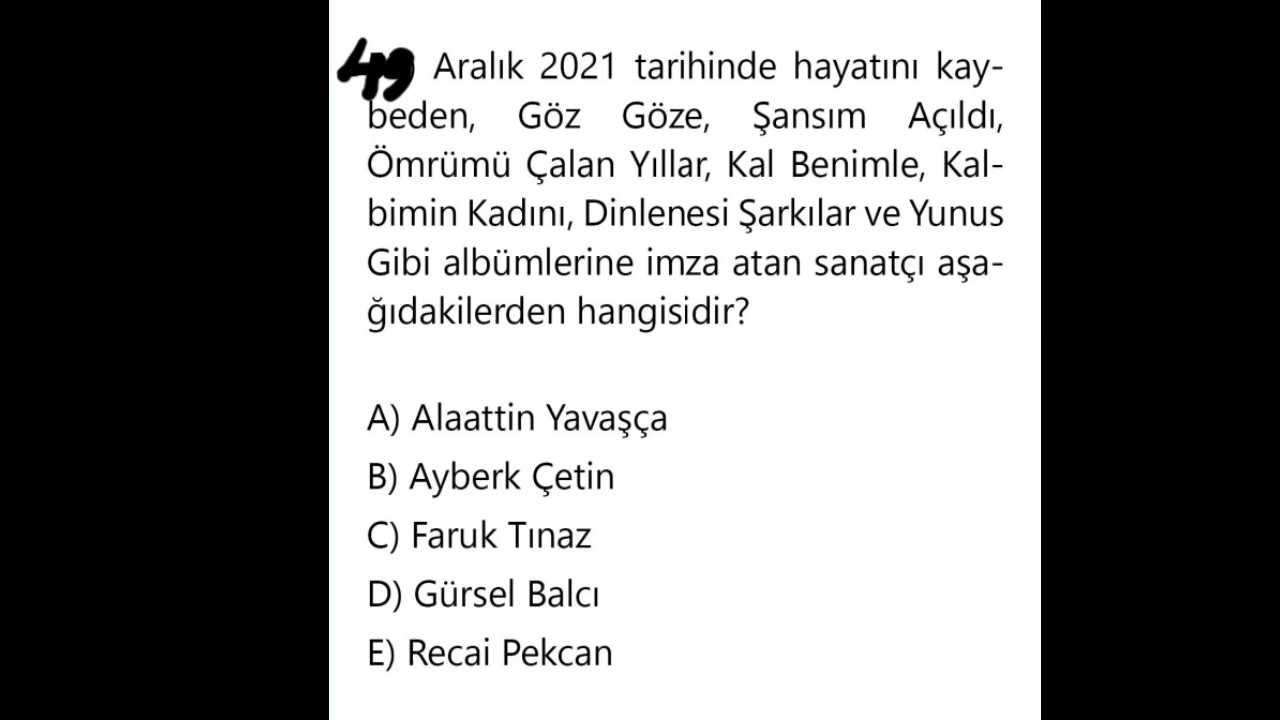 49 Aralık 2021 tarihinde hayatını kay-
beden, Göz Göze, Şansım Açıldı,
Ömrümü Çalan Yıllar, Kal Benimle, Kal-
bimin Kadını, Dinlenesi Şarkılar ve Yunus
Gibi albümlerine imza atan sanatçı aşa-
ğıdakilerden hangisidir?
A) Alaattin Yavaşça
B) Ayberk Çetin
C) Faruk Tınaz
D) Gürsel Balcı
E) Recai Pekcan